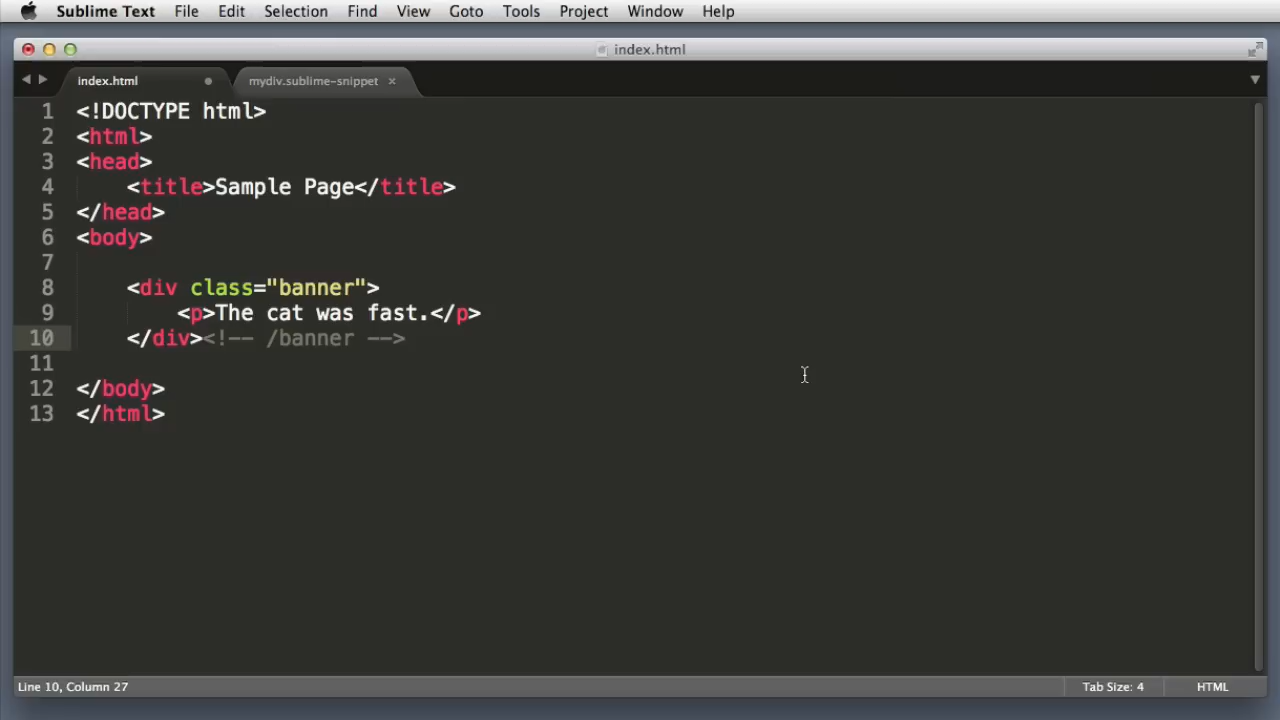 Sublime Text File Edit Selection Find View Goto Tools Project Window Help
index.html
index.html mydiv.sublime-snippet ×
1 <!DOCTYPE html>
2 <html>
3 <head>
4     <title>Sample Page</title>
5 </head>
6 <body>
7
8     <div class="banner">
9         <p>The cat was fast.</p>
10     </div><!-- /banner -->
11
12 </body>
13 </html>
Line 10, Column 27 Tab Size: 4 HTML